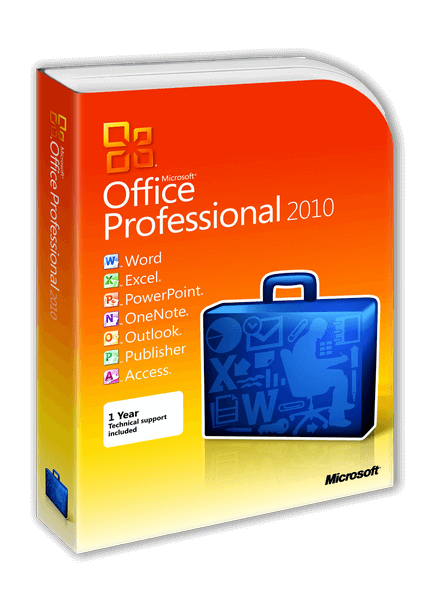 Microsoft®
Office
Professional 2010
Word
Excel®
PowerPoint®
OneNote®
Outlook®
Publisher
Access®
1 Year
Technical support
included
Microsoft®
Microsoft®
Office Professional 2010